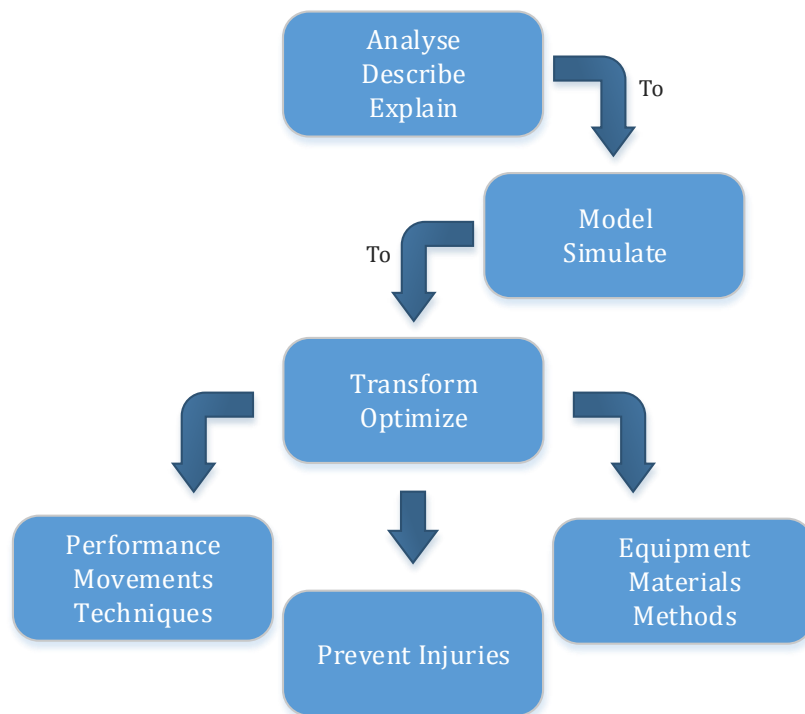 Analyse
Describe
Explain
To
Model
Simulate
To
Transform
Optimize
Performance
Movements
Techniques
Prevent Injuries
Equipment
Materials
Methods